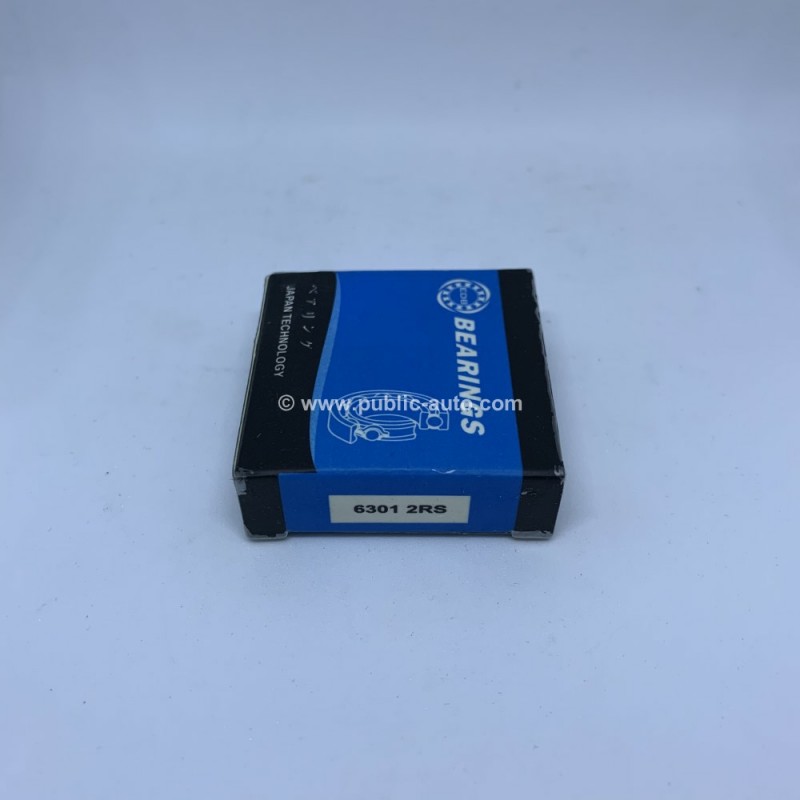 ベアリング
JAPAN TECHNOLOGY
BEARINGS
© www.public-auto.com
6301 2RS